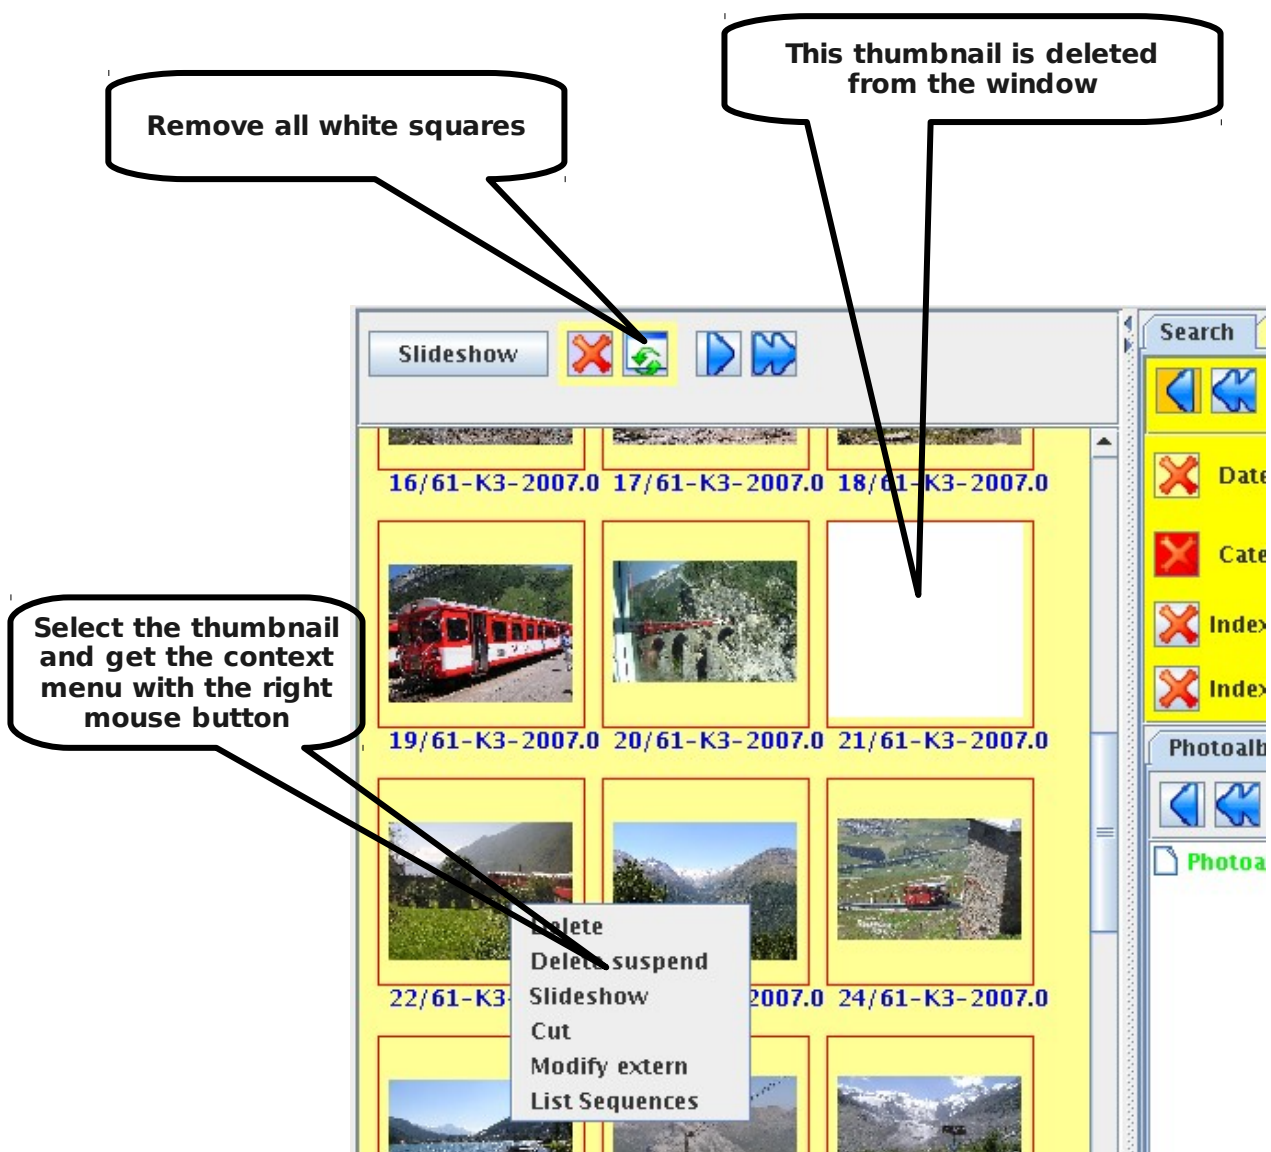 This thumbnail is deleted
from the window
Remove all white squares
Slideshow
Search
16/61-K3-2007.0 17/61-K3-2007.0 18/61-K3-2007.0
Date
Cate
Index
Index
Select the thumbnail
and get the context
menu with the right
mouse button
19/61-K3-2007.0 20/61-K3-2007.0 21/61-K3-2007.0
Photoalb
Photoa
Delete
Delete suspend
22/61-K3- 2007.0 24/61-K3-2007.0
Slideshow
Cut
Modify extern
List Sequences